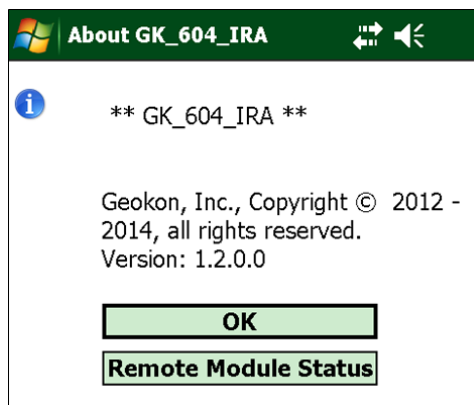 About GK_604_IRA
** GK_604_IRA **
Geokon, Inc., Copyright © 2012 -
2014, all rights reserved.
Version: 1.2.0.0
OK
Remote Module Status